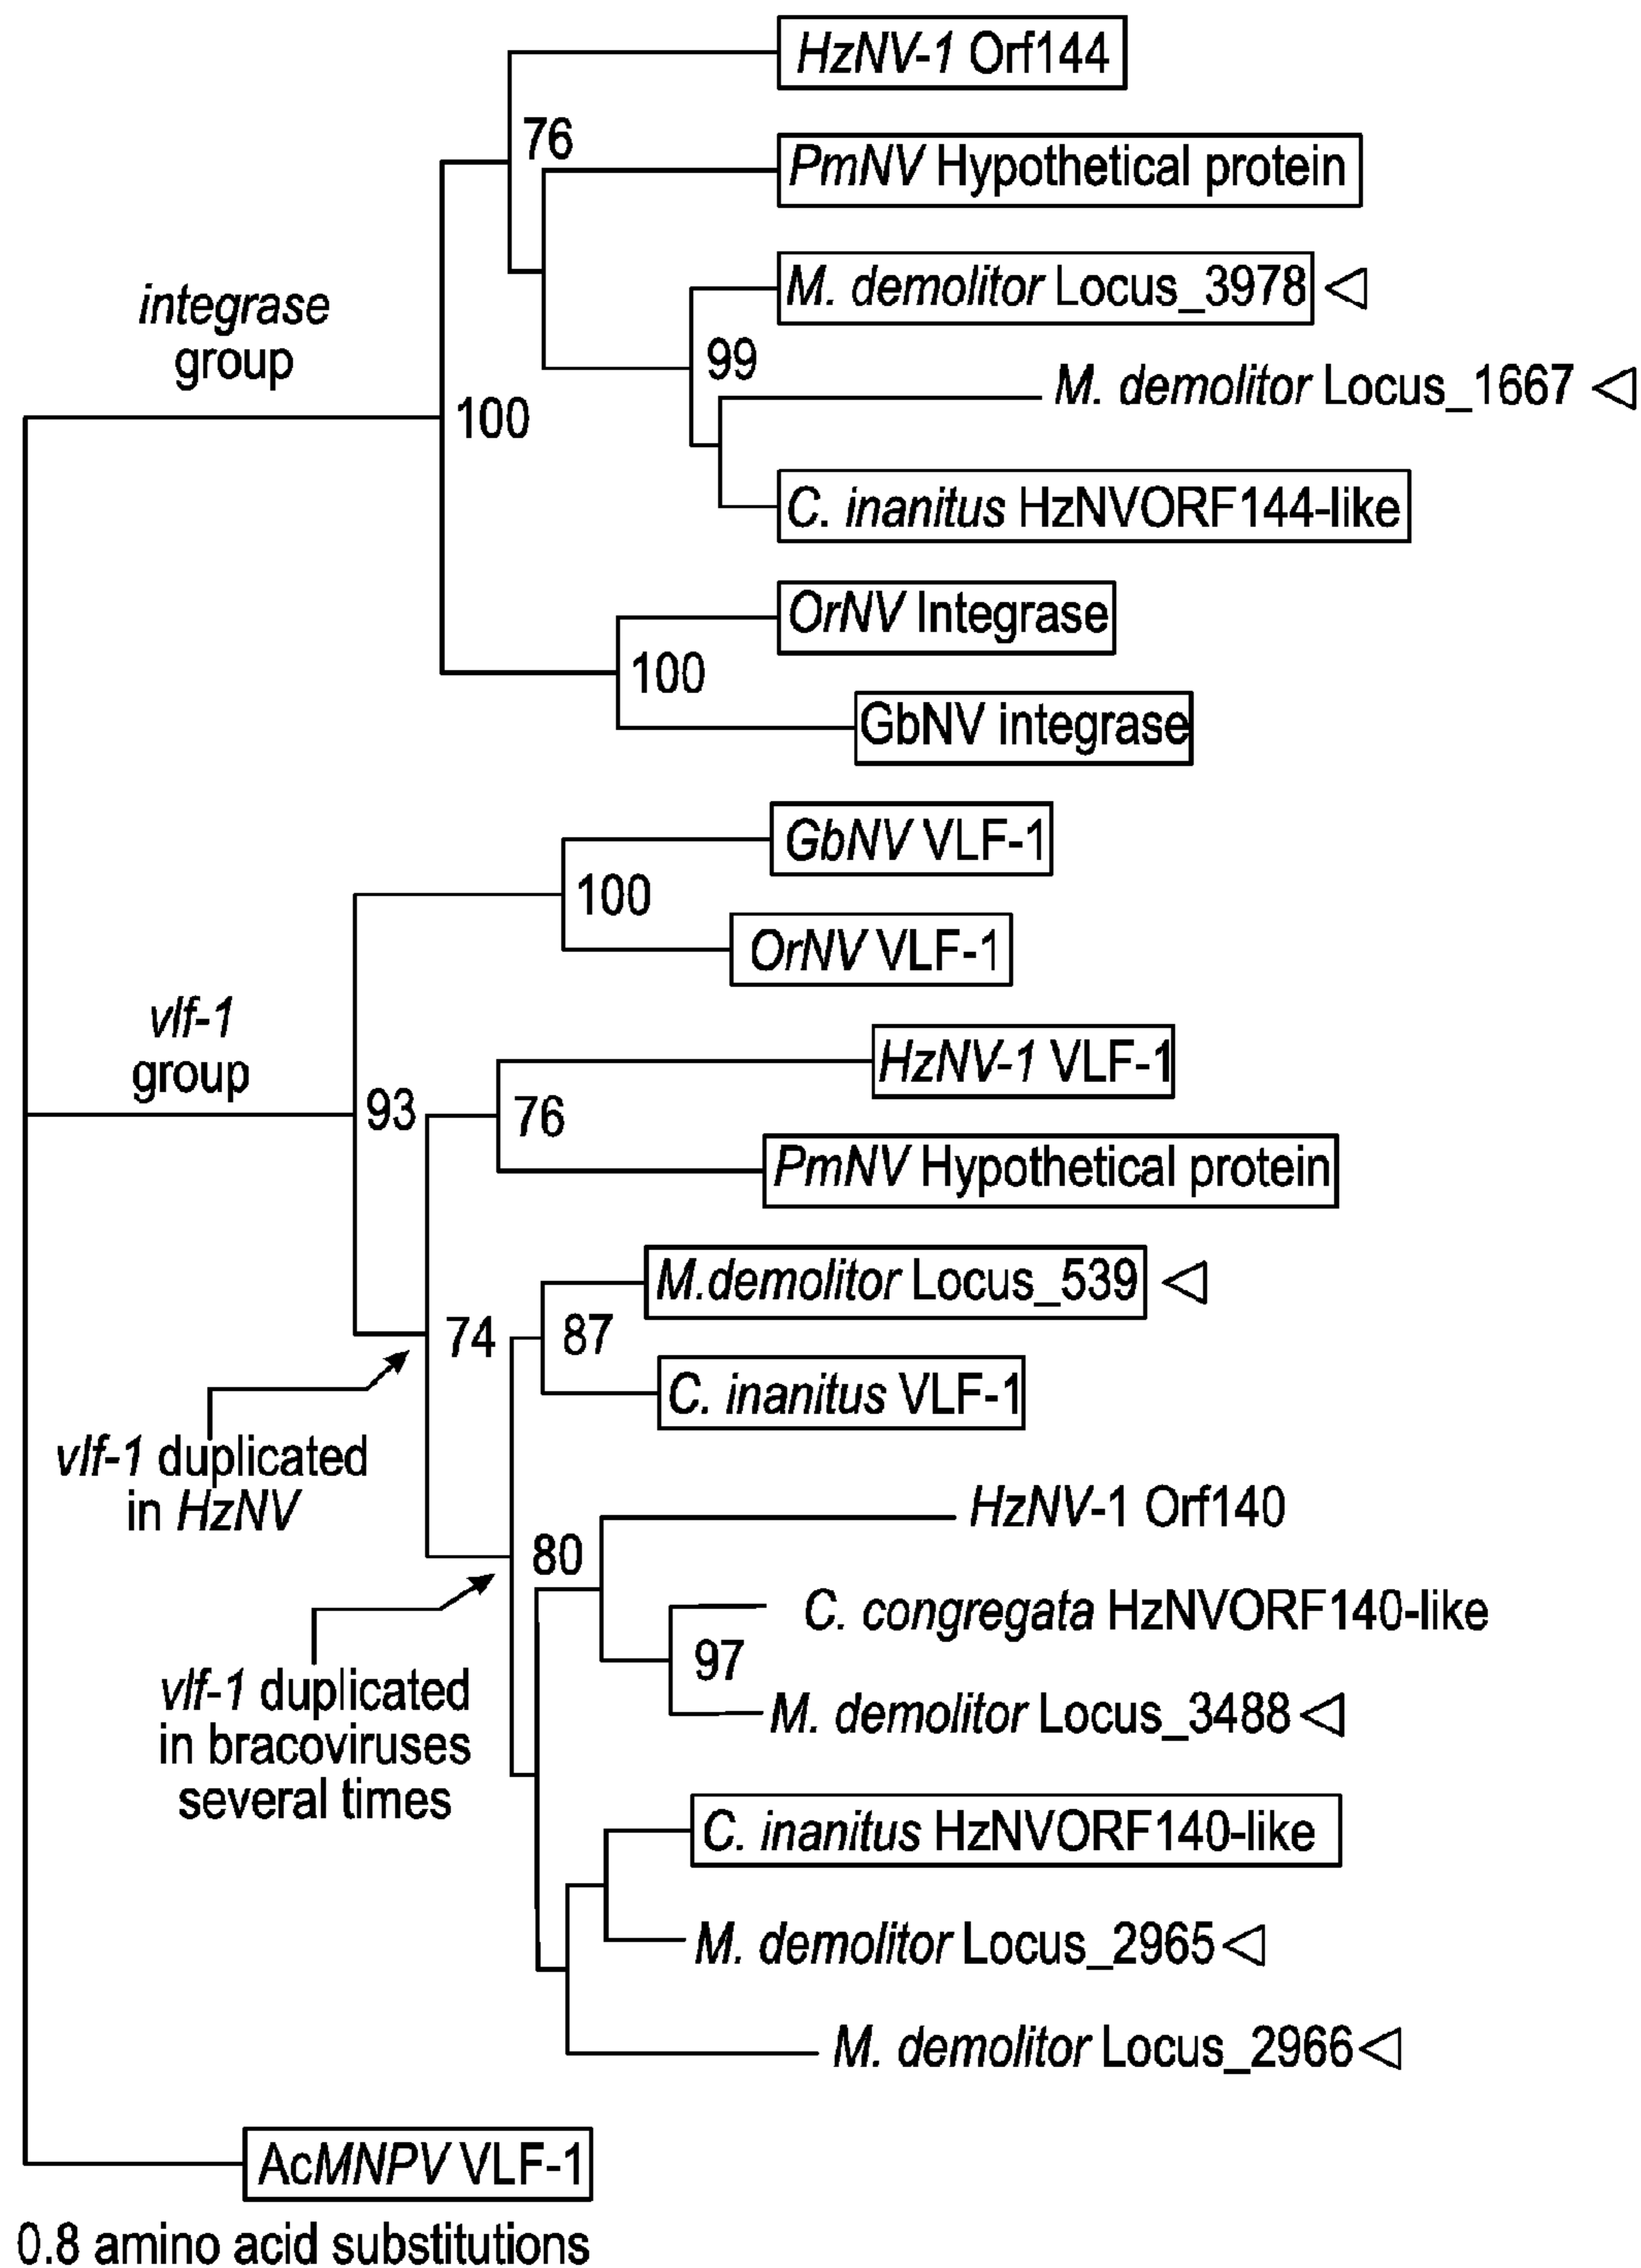 HzNV-1 Orf144
76
PmNV Hypothetical protein
M. demolitor Locus_3978
integrase
group
99
M. demolitor Locus_1667
100
C. inanitus HzNVORF144-like
OrNV Integrase
100
GbNV integrase
GbNV VLF-1
100
OrNV VLF-1
vlf-1
group
HzNV-1 VLF-1
93
76
PmNV Hypothetical protein
M.demolitor Locus_539
74
87
C. inanitus VLF-1
vlf-1 duplicated
in HzNV
HzNV-1 Orf140
80
C. congregata HzNVORF140-like
97
M. demolitor Locus_3488
vlf-1 duplicated
in bracoviruses
several times
C. inanitus HzNVORF140-like
M. demolitor Locus_2965
M. demolitor Locus_2966
AcMNPV VLF-1
0.8 amino acid substitutions